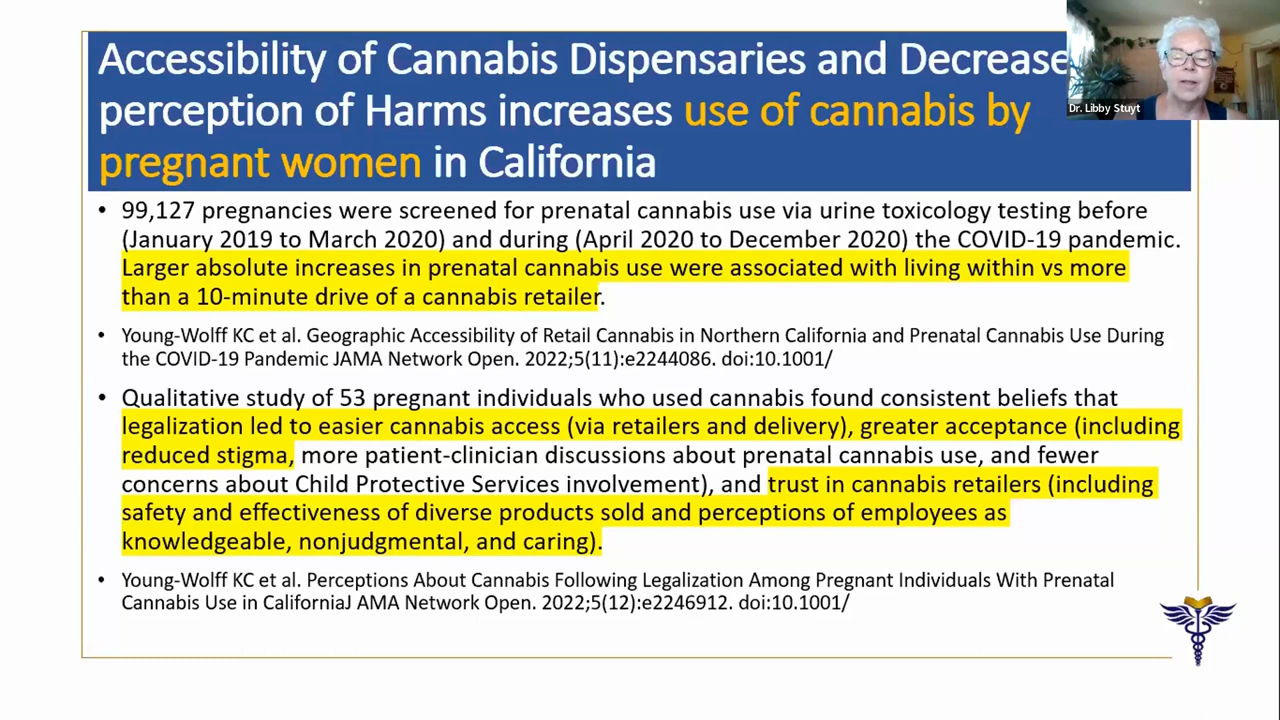 Accessibility of Cannabis Dispensaries and Decrease
perception of Harms increases use of cannabis by
pregnant women in California
Dr. Libby Stuyt
• 99,127 pregnancies were screened for prenatal cannabis use via urine toxicology testing before
(January 2019 to March 2020) and during (April 2020 to December 2020) the COVID-19 pandemic.
Larger absolute increases in prenatal cannabis use were associated with living within vs more
than a 10-minute drive of a cannabis retailer.
• Young-Wolff KC et al. Geographic Accessibility of Retail Cannabis in Northern California and Prenatal Cannabis Use During
the COVID-19 Pandemic JAMA Network Open. 2022;5(11):e2244086. doi:10.1001/
• Qualitative study of 53 pregnant individuals who used cannabis found consistent beliefs that
legalization led to easier cannabis access (via retailers and delivery), greater acceptance (including
reduced stigma, more patient-clinician discussions about prenatal cannabis use, and fewer
concerns about Child Protective Services involvement), and trust in cannabis retailers (including
safety and effectiveness of diverse products sold and perceptions of employees as
knowledgeable, nonjudgmental, and caring).
• Young-Wolff KC et al. Perceptions About Cannabis Following Legalization Among Pregnant Individuals With Prenatal
Cannabis Use in CaliforniaJ AMA Network Open. 2022;5(12):e2246912. doi:10.1001/